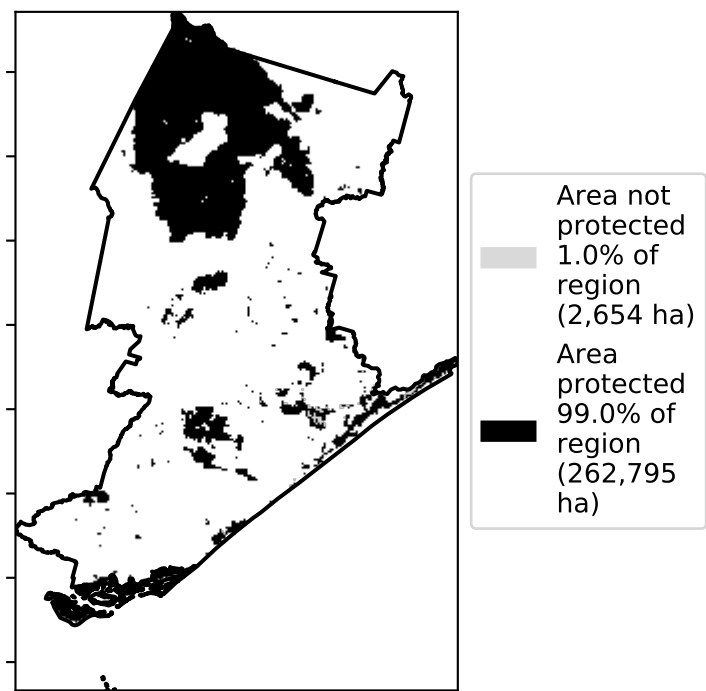 Area not
protected
1.0% of
region
(2,654 ha)
Area
protected
99.0% of
region
(262,795
ha)